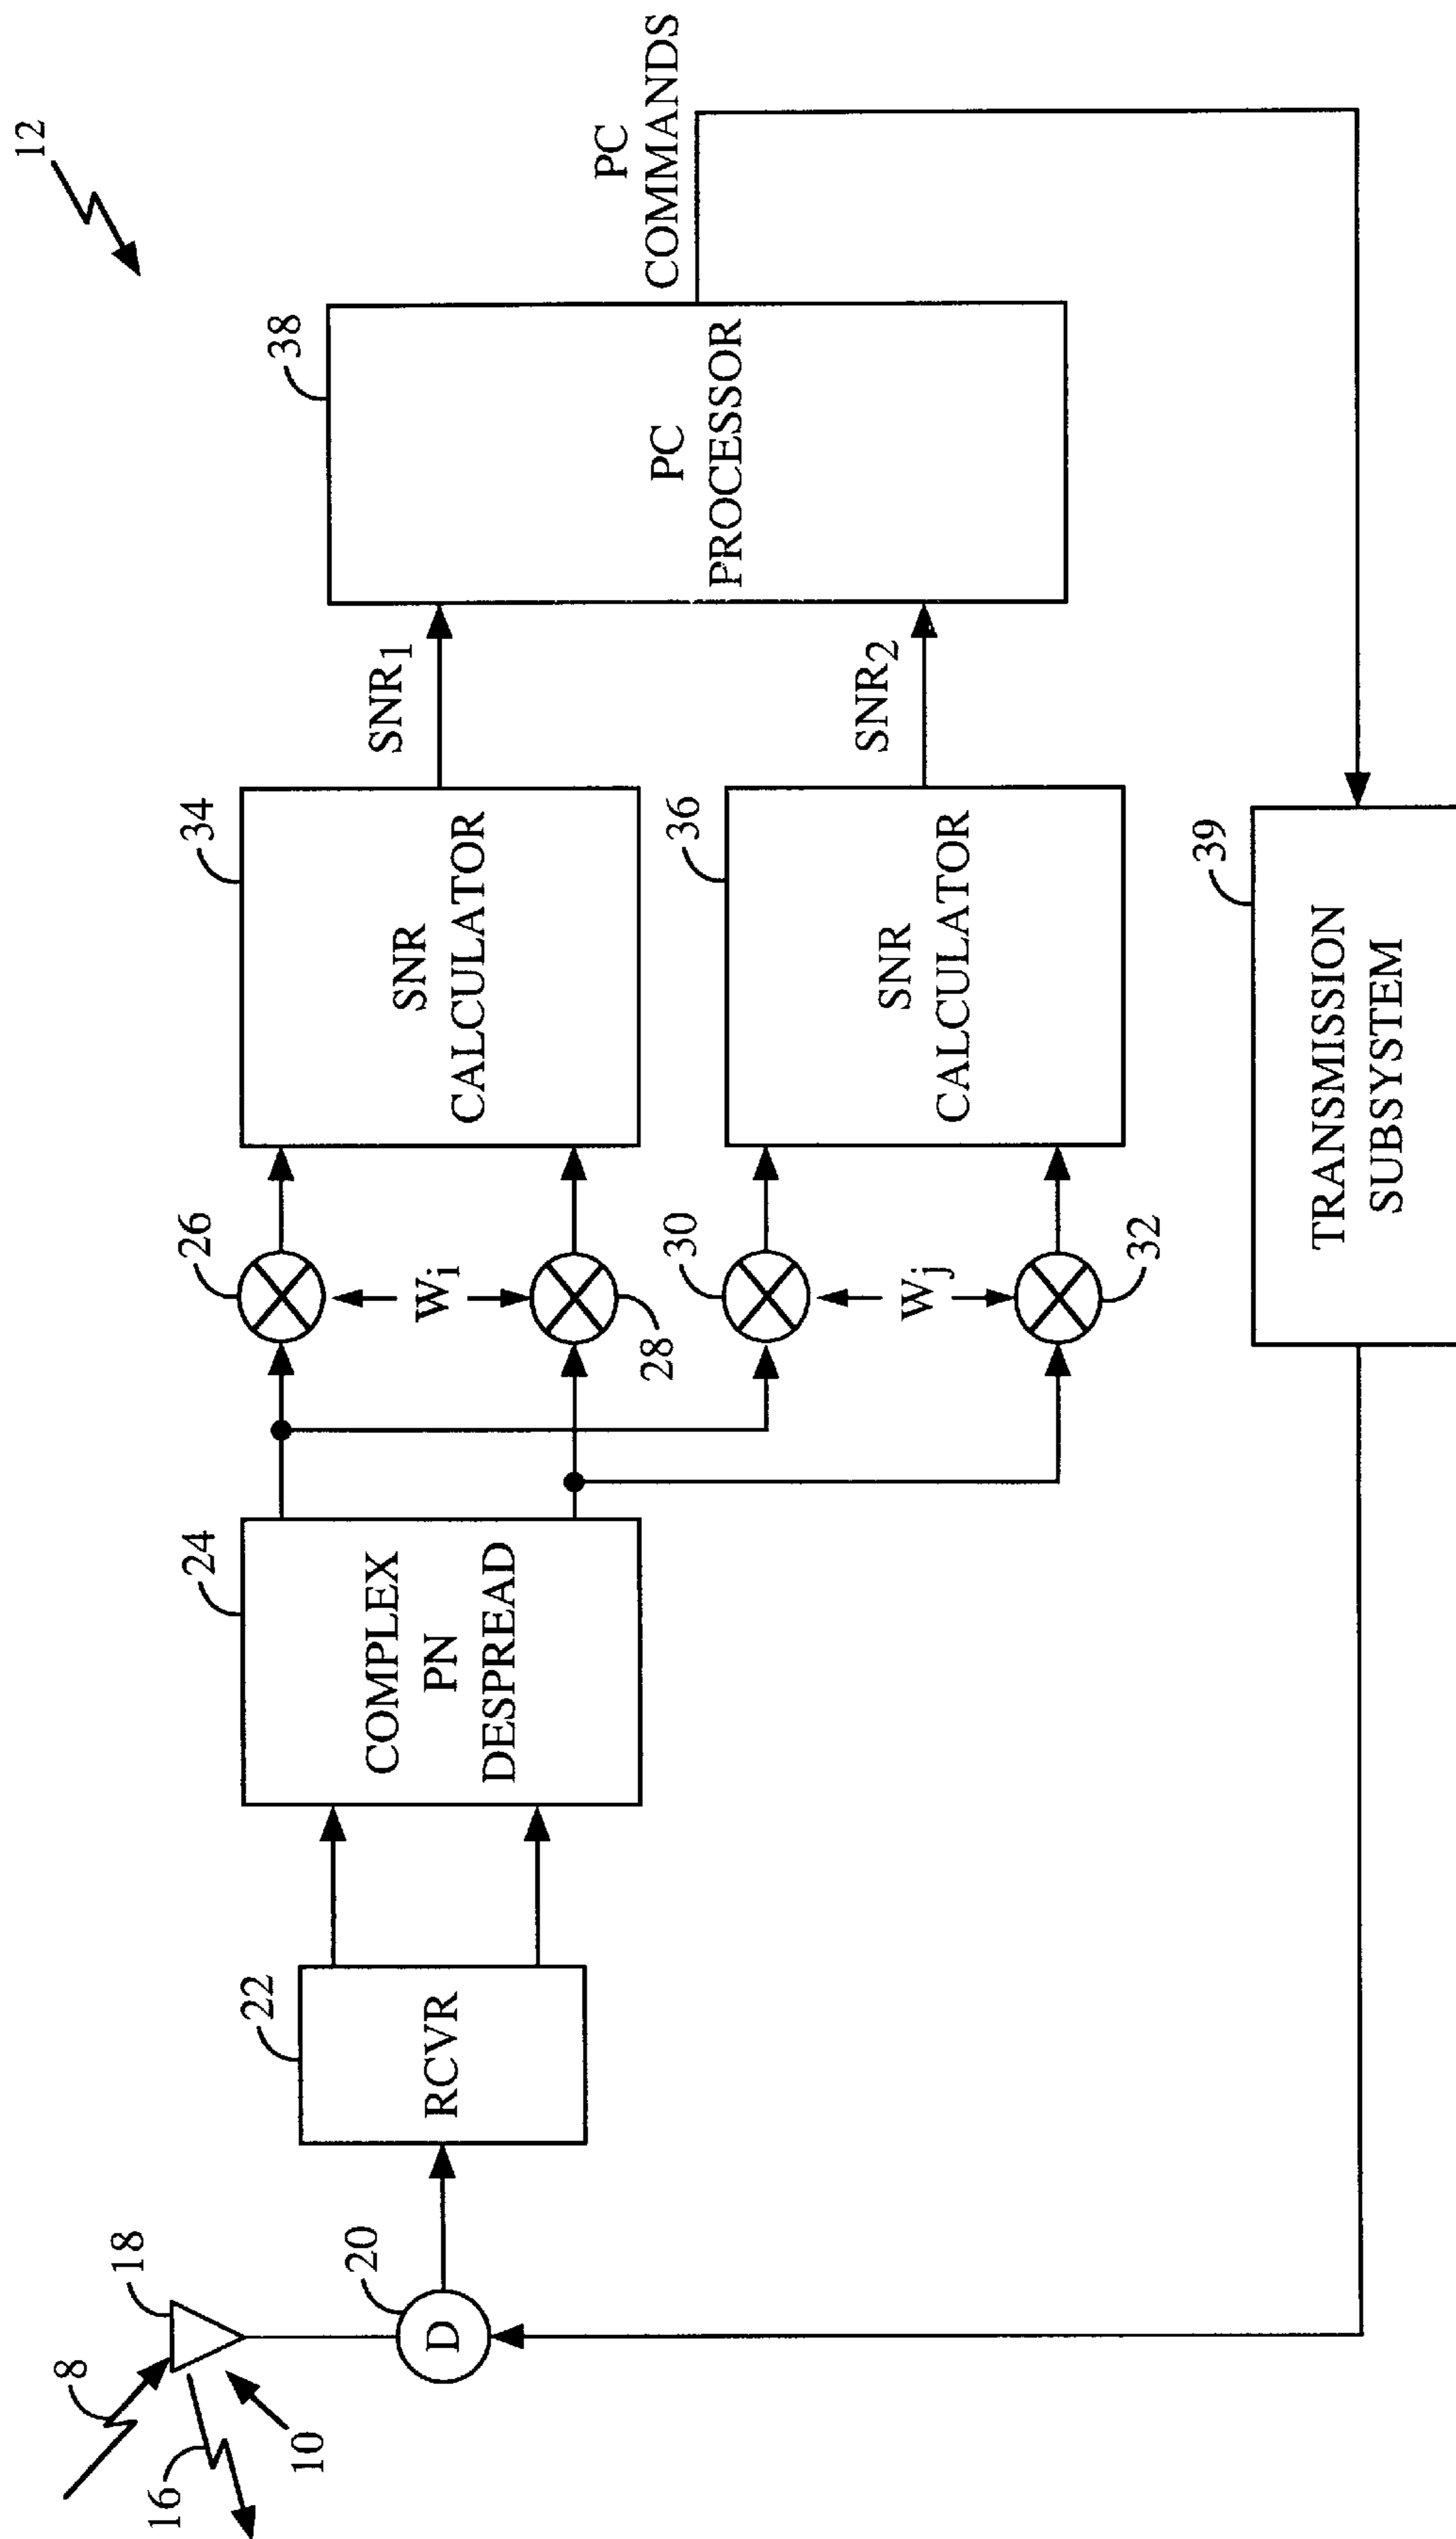 12
8
16
10
18
20
D
22
RCVR
24
COMPLEX
PN
DESPREAD
26
Wi
28
30
Wj
32
34
SNR
CALCULATOR
36
SNR
CALCULATOR
SNR1
SNR2
38
PC
PROCESSOR
PC
COMMANDS
39
TRANSMISSION
SUBSYSTEM